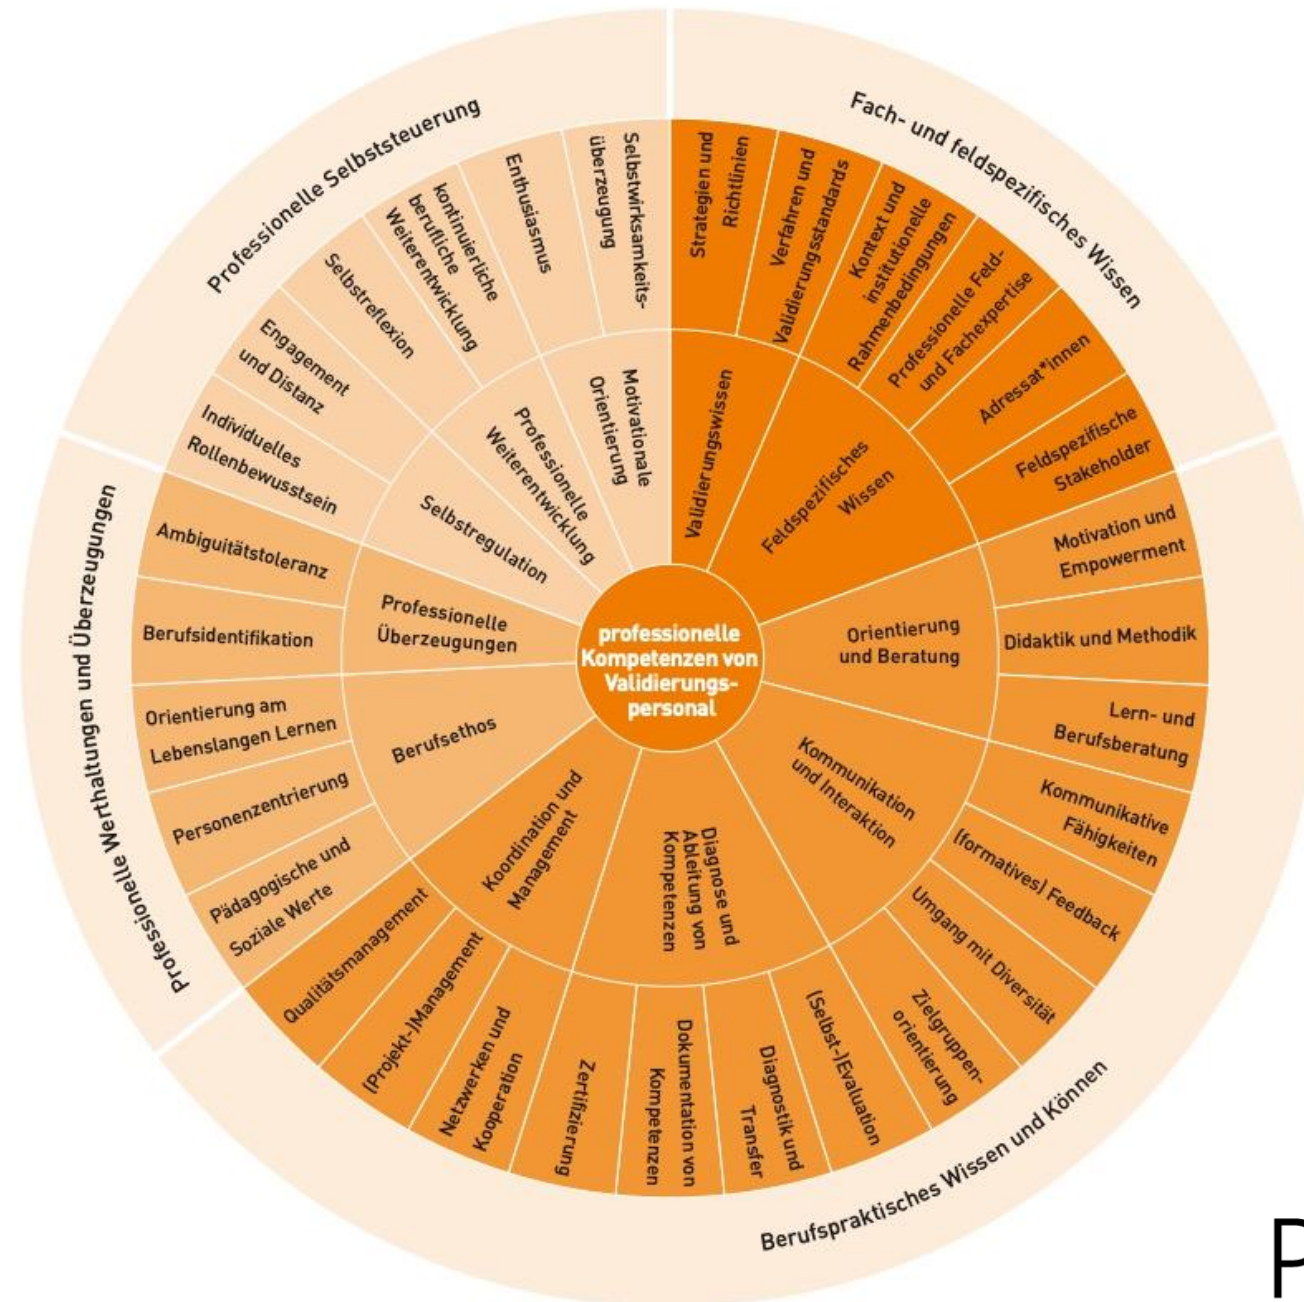 professionelle
Kompetenzen von
Validierungs-
personal
Fach- und feldspezifisches Wissen
Validierungswissen
Strategien und
Richtlinien
Verfahren und
Validierungsstandards
Feldspezifisches
Wissen
Kontext und
institutionelle
Rahmenbedingungen
Professionelle Feld-
und Fachexpertise
Adressat*innen
Feldspezifische
Stakeholder
Berufspraktisches Wissen und Können
Orientierung
und Beratung
Motivation und
Empowerment
Didaktik und Methodik
Lern- und
Berufsberatung
Kommunikation
und Interaktion
Kommunikative
Fähigkeiten
(formatives) Feedback
Umgang mit Diversität
Zielgruppen-
orientierung
Diagnose und
Ableitung von
Kompetenzen
(Selbst-)Evaluation
Diagnostik und
Transfer
Dokumentation von
Kompetenzen
Zertifizierung
Koordination und
Management
Netzwerken und
Kooperation
(Projekt-)Management
Qualitätsmanagement
Professionelle Werthaltungen und Überzeugungen
Berufsethos
Pädagogische und
Soziale Werte
Personenzentrierung
Orientierung am
Lebenslangen Lernen
Professionelle
Überzeugungen
Berufsidentifikation
Ambiguitätstoleranz
Professionelle Selbststeuerung
Selbstregulation
Individuelles
Rollenbewusstsein
Engagement
und Distanz
Selbstreflexion
Professionelle
Weiterentwicklung
kontinuierliche
berufliche
Weiterentwicklung
Motivationale
Orientierung
Enthusiasmus
Selbstwirksamkeits-
überzeugung
P